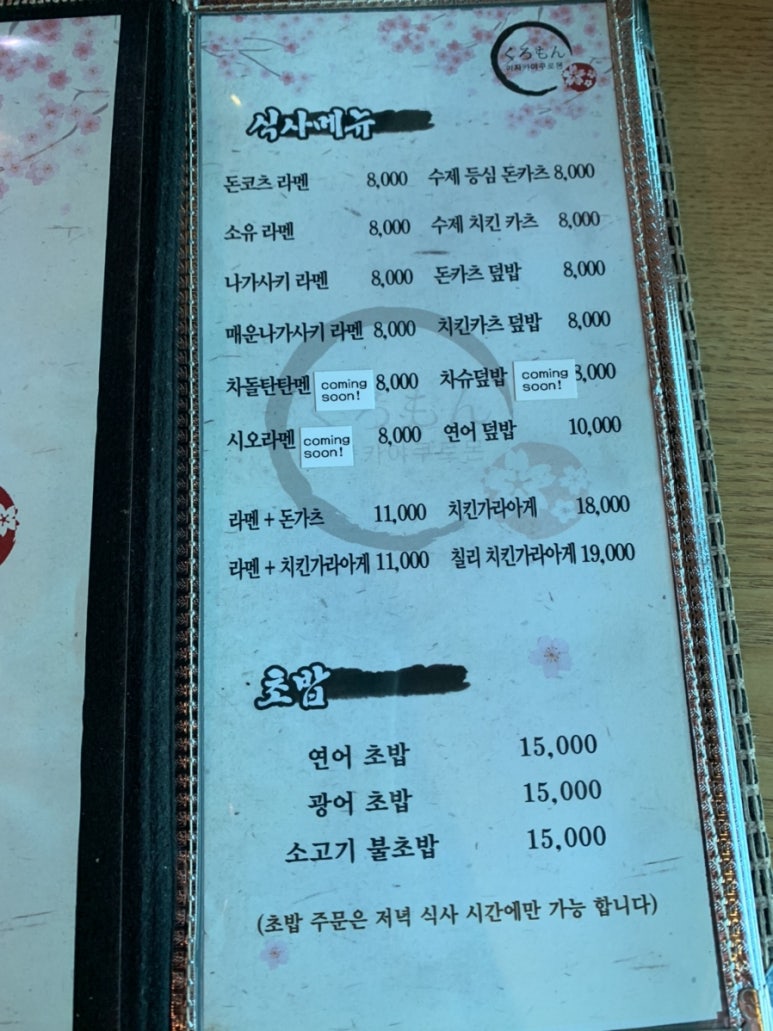 くろもん
이자카야쿠로몬
식사메뉴
돈코츠 라멘 8,000 수제 등심 돈카츠 8,000
소유 라멘 8,000 수제 치킨 카츠 8,000
나가사키 라멘 8,000 돈카츠 덮밥 8,000
매운나가사키 라멘 8,000 치킨카츠 덮밥 8,000
차돌탄탄멘 coming soon! 8,000 차슈덮밥 coming soon! 8,000
시오라멘 coming soon! 8,000 연어 덮밥 10,000
라멘 + 돈가츠 11,000 치킨가라아게 18,000
라멘 + 치킨가라아게 11,000 칠리 치킨가라아게 19,000
초밥
연어 초밥 15,000
광어 초밥 15,000
소고기 불초밥 15,000
(초밥 주문은 저녁 식사 시간에만 가능 합니다)